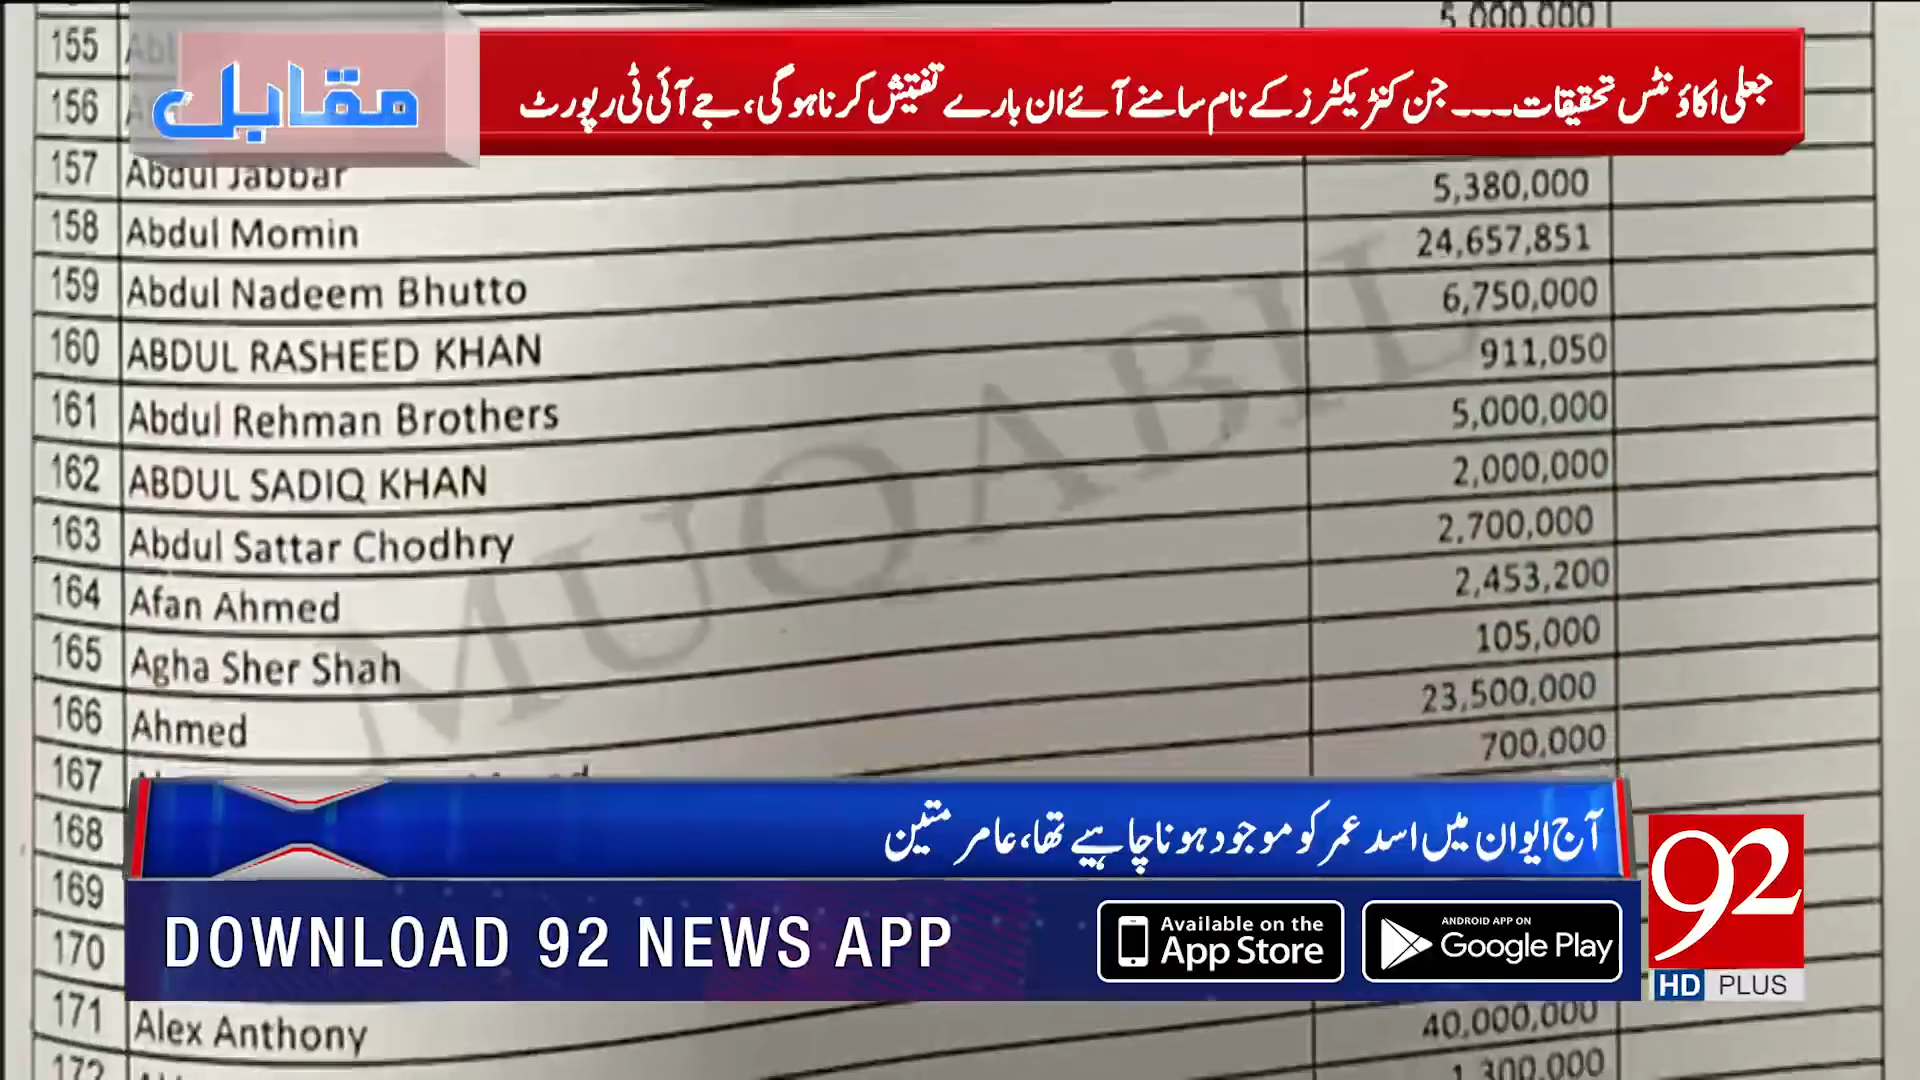 5,000,000
155
مقابل
جعلی اکاؤنٹس تحقیقات۔۔۔ جن کنٹریکٹرز کے نام سامنے آئے ان بارے تفتیش کرنا ہوگی، جے آئی ٹی رپورٹ
156
157 Abdul Jabbar 5,380,000
158 Abdul Momin 24,657,851
159 Abdul Nadeem Bhutto 6,750,000
160 ABDUL RASHEED KHAN 911,050
161 Abdul Rehman Brothers 5,000,000
162 ABDUL SADIQ KHAN 2,000,000
163 Abdul Sattar Chodhry 2,700,000
164 Afan Ahmed 2,453,200
165 Agha Sher Shah 105,000
166 Ahmed 23,500,000
167 700,000
MUQABIL
168
آج ایوان میں اسد عمر کو موجود ہونا چاہیے تھا، عامر متین
169
170
DOWNLOAD 92 NEWS APP
Available on the
App Store
ANDROID APP ON
Google Play
92
HD PLUS
171 Alex Anthony 40,000,000
172 1,300,000